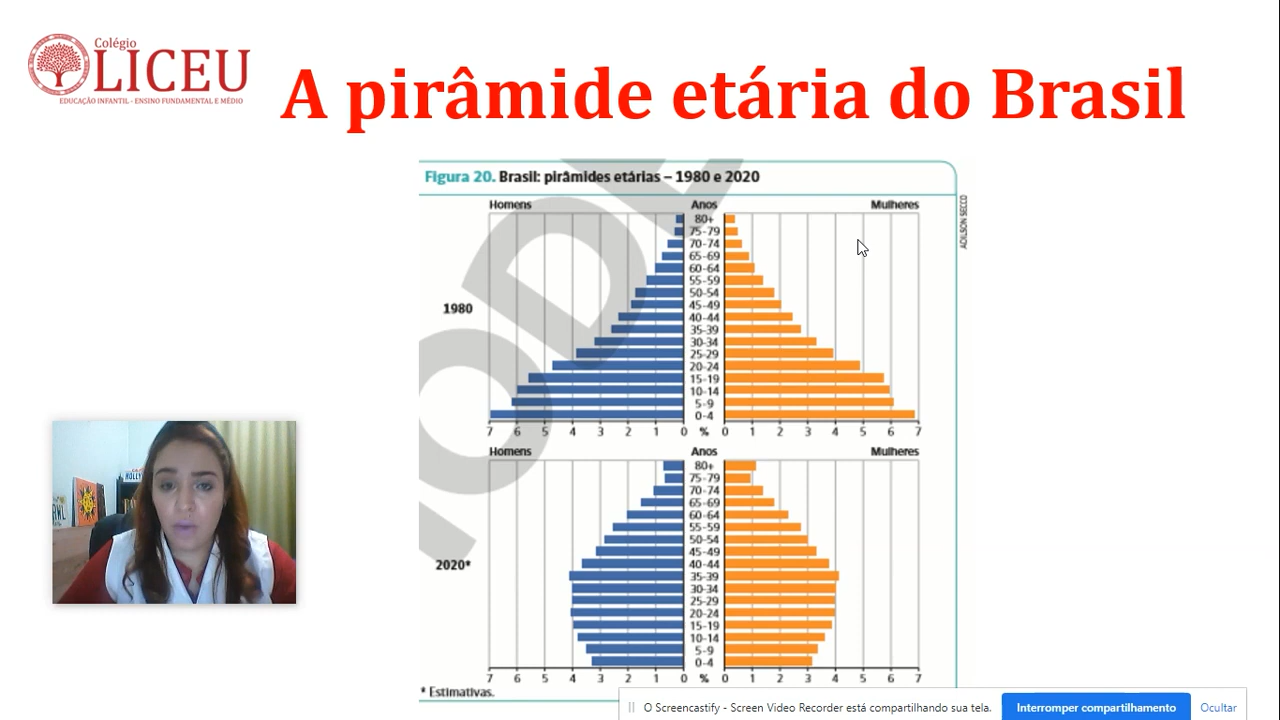 Colégio
LICEU
EDUCAÇÃO INFANTIL - ENSINO FUNDAMENTAL E MÉDIO
A pirâmide etária do Brasil
Figura 20. Brasil: pirâmides etárias – 1980 e 2020
Homens Anos Mulheres
80+
75-79
70-74
65-69
60-64
55-59
50-54
45-49
40-44
35-39
30-34
25-29
20-24
15-19
10-14
5-9
0-4
1980
7 6 5 4 3 2 1 0 % 0 1 2 3 4 5 6 7
Homens Anos Mulheres
80+
75-79
70-74
65-69
60-64
55-59
50-54
45-49
40-44
35-39
30-34
25-29
20-24
15-19
10-14
5-9
0-4
2020*
7 6 5 4 3 2 1 0 % 0 1 2 3 4 5 6 7
* Estimativas.
ADILSON SECCO
O Screencastify - Screen Video Recorder está compartilhando sua tela.
Interromper compartilhamento
Ocultar